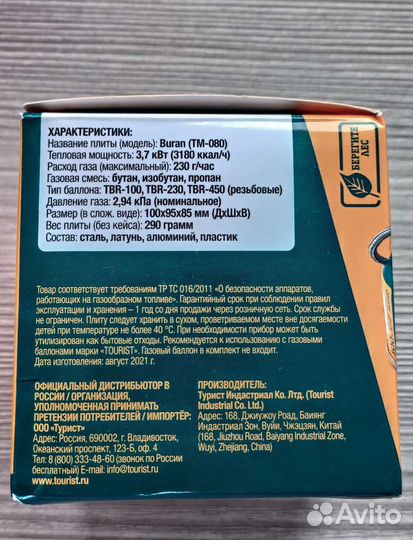 ХАРАКТЕРИСТИКИ:
Название плиты (модель): Buran (TM-080)
Тепловая мощность: 3,7 кВт (3180 ккал/ч)
Расход газа (максимальный): 230 г/час
Газовая смесь: бутан, изобутан, пропан
Тип баллона: TBR-100, TBR-230, TBR-450 (резьбовые)
Давление газа: 2,94 кПа (номинальное)
Размер (в слож. виде): 100x95x85 мм (ДхШхВ)
Вес плиты (без кейса): 290 грамм
Состав: сталь, латунь, алюминий, пластик
БЕРЕГИТЕ
ЛЕС
Товар соответствует требованиям ТР ТС 016/2011 «О безопасности аппаратов,
работающих на газообразном топливе». Гарантийный срок при соблюдении правил
эксплуатации и хранения – 1 год со дня продажи через розничную сеть. Срок службы
не ограничен. Плиту следует хранить в сухом, проветриваемом месте вне досягаемости
детей при температуре не более 40 °C. При необходимости прибор может быть
утилизирован как бытовые отходы. Рекомендуется к использованию с газовыми
баллонами марки «TOURIST». Газовый баллон в комплект не входит.
Дата изготовления: август 2021 г.
ОФИЦИАЛЬНЫЙ ДИСТРИБЬЮТОР В
РОССИИ / ОРГАНИЗАЦИЯ,
УПОЛНОМОЧЕННАЯ ПРИНИМАТЬ
ПРЕТЕНЗИИ ПОТРЕБИТЕЛЕЙ / ИМПОРТЁР:
ООО «Турист»
Адрес: Россия, 690002, г. Владивосток,
Океанский проспект, 123-Б, оф. 4
Тел: 8 (800) 333-48-60 (звонок по России
бесплатный) E-mail: info@tourist.ru
www.tourist.ru
ПРОИЗВОДИТЕЛЬ:
Турист Индастриал Ко. Лтд. (Tourist
Industrial Co. Ltd.)
Адрес: 168, Джиужоу Роад, Баиянг
Индастриал Зон, Вуйи, Чжэцзян, Китай
(168, Jiuzhou Road, Baiyang Industrial Zone,
Wuyi, Zhejiang, China)
Avito